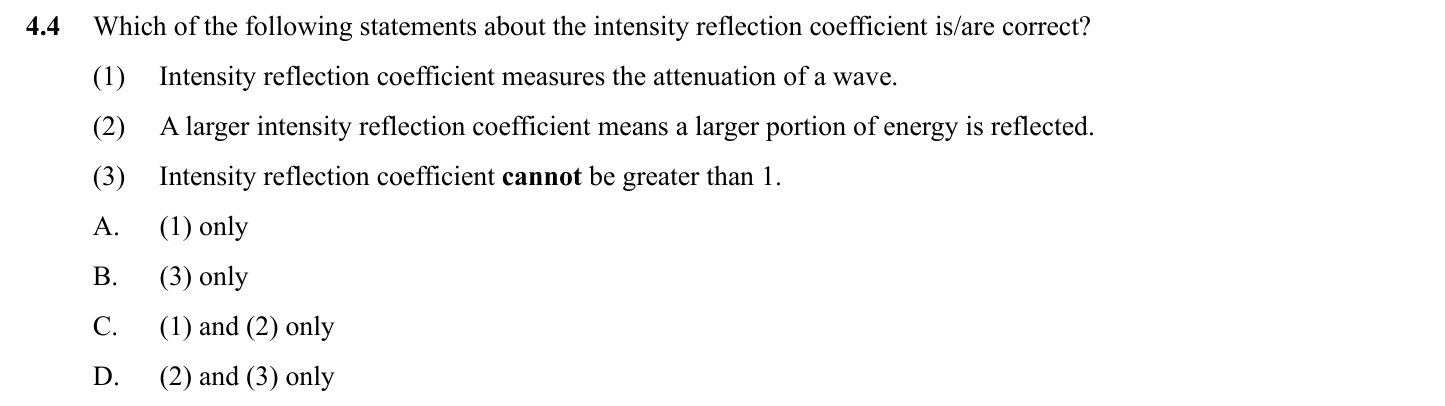 4.4 Which of the following statements about the intensity reflection coefficient is/are correct?
(1) Intensity reflection coefficient measures the attenuation of a wave.
(2) A larger intensity reflection coefficient means a larger portion of energy is reflected.
(3) Intensity reflection coefficient cannot be greater than 1.
A. (1) only
B. (3) only
C. (1) and (2) only
D. (2) and (3) only